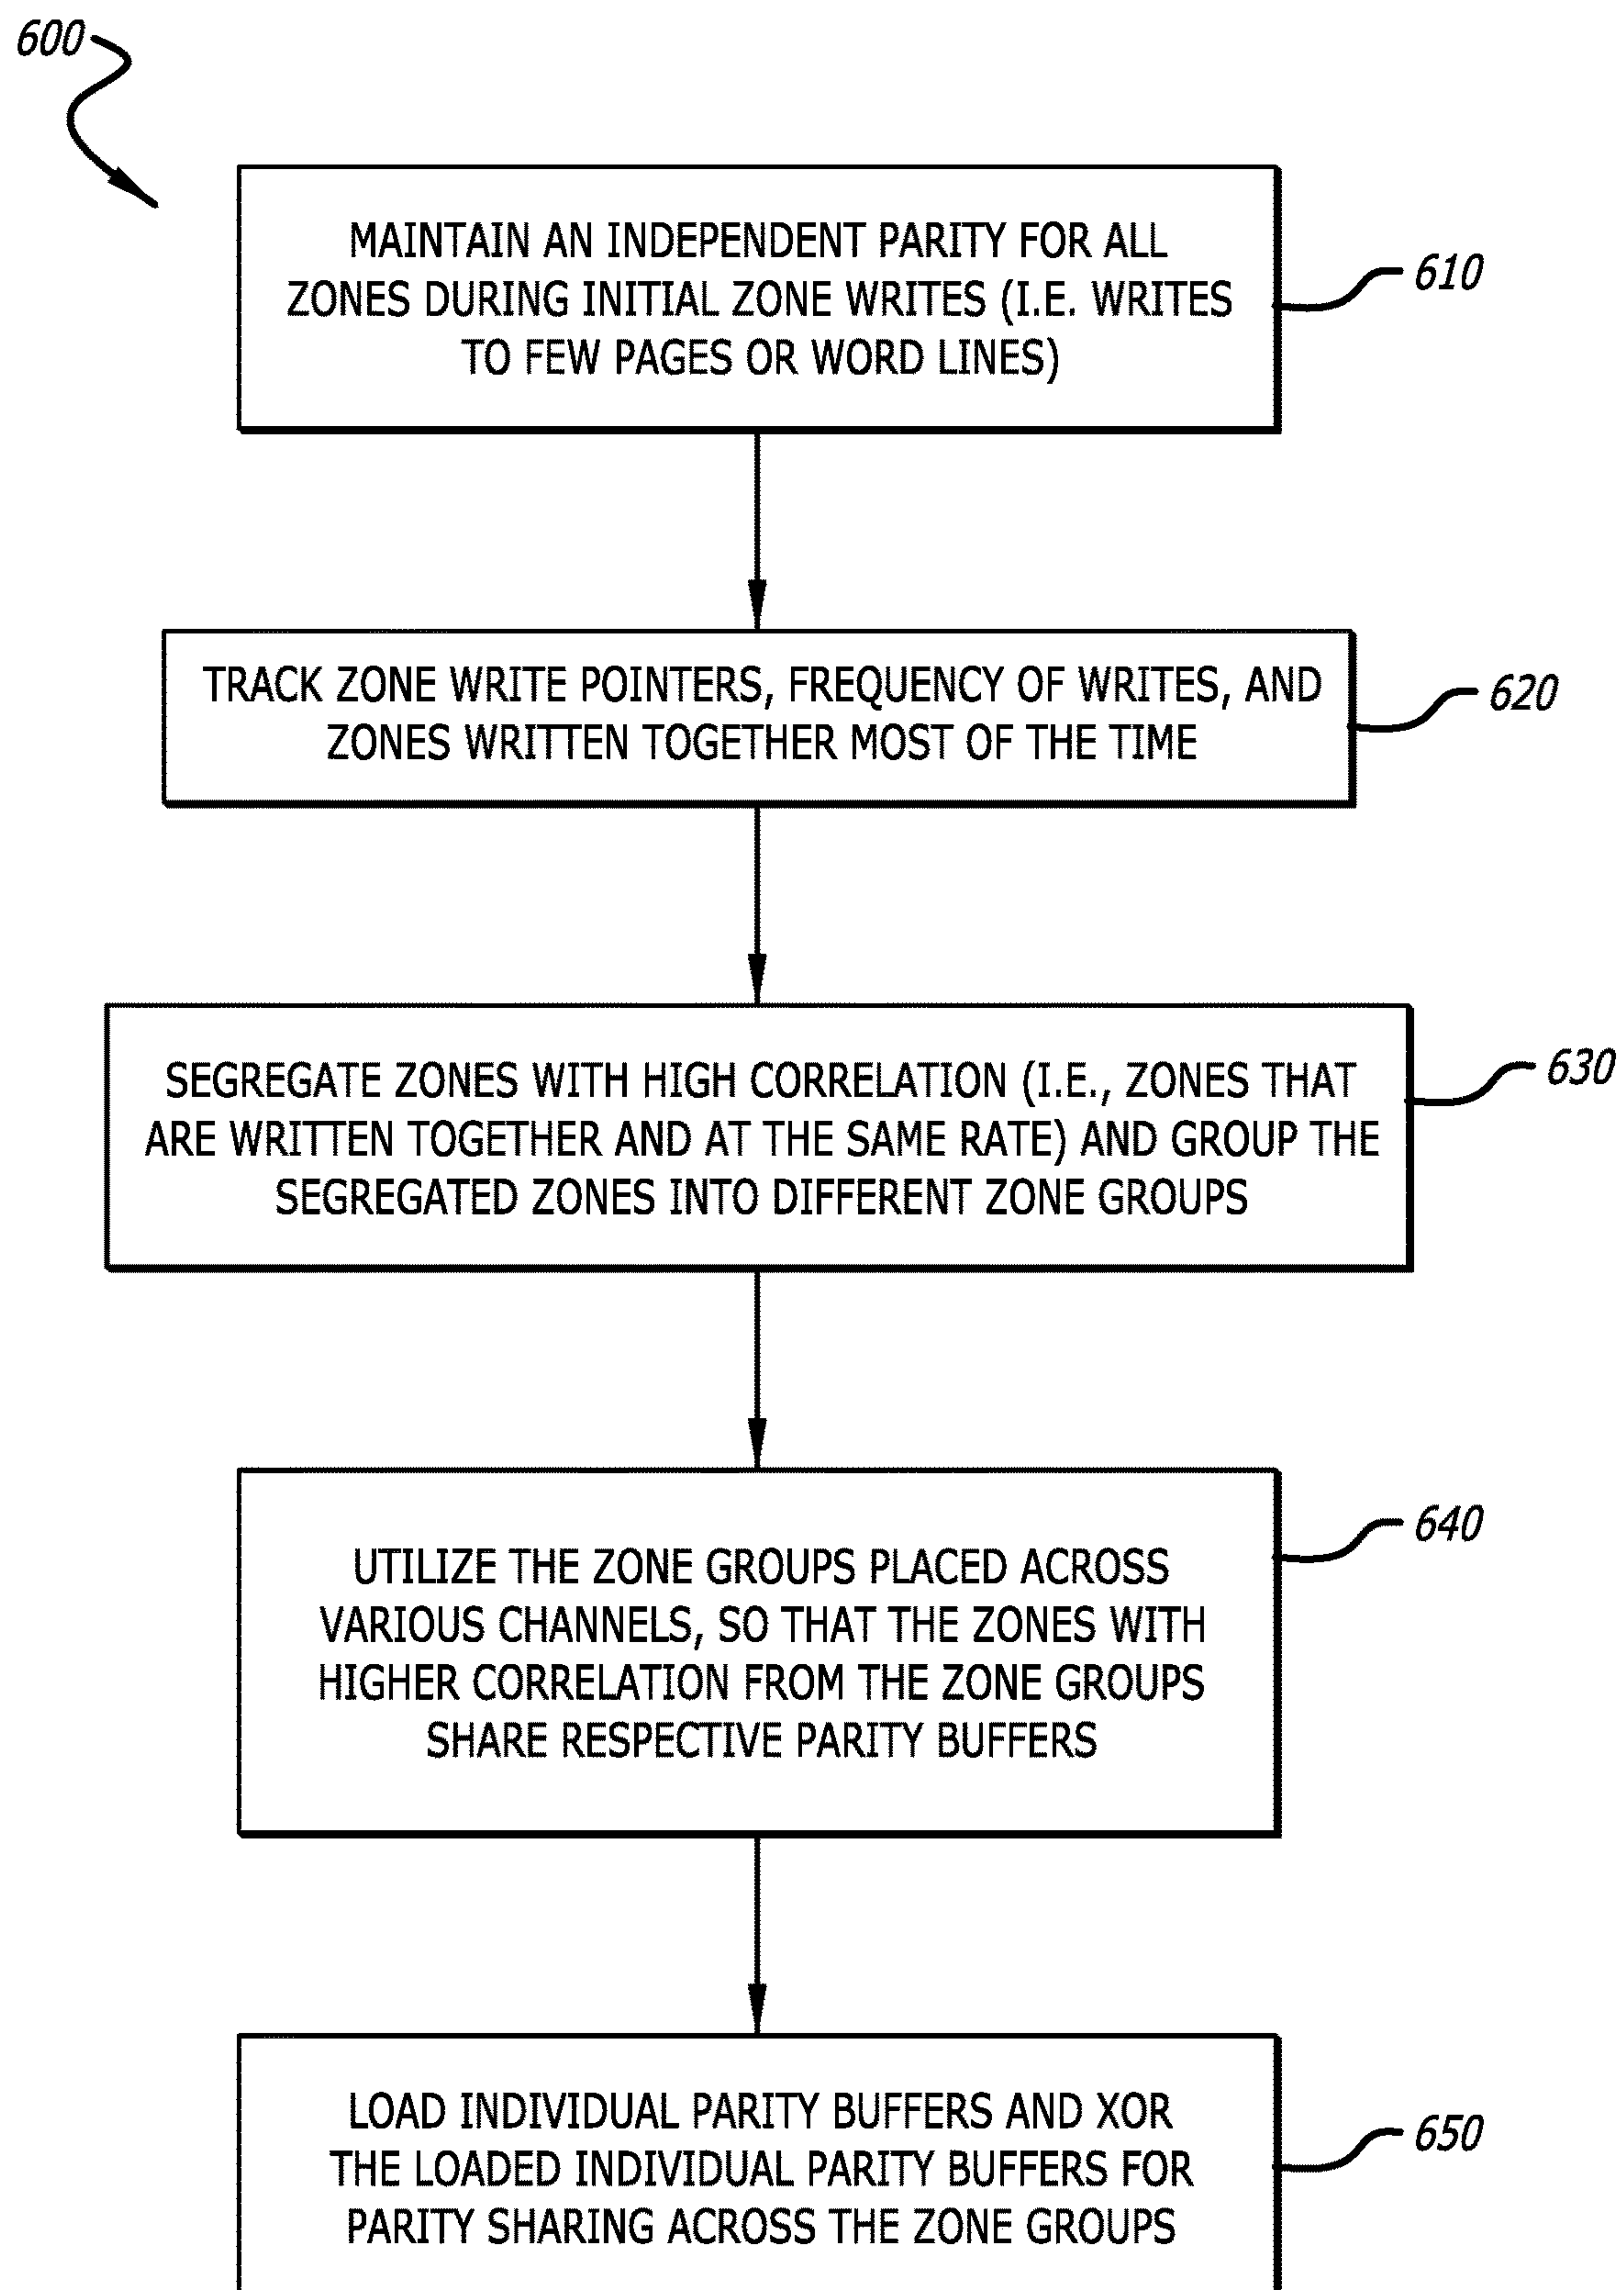 600
MAINTAIN AN INDEPENDENT PARITY FOR ALL
ZONES DURING INITIAL ZONE WRITES (I.E. WRITES
TO FEW PAGES OR WORD LINES)
610
TRACK ZONE WRITE POINTERS, FREQUENCY OF WRITES, AND
ZONES WRITTEN TOGETHER MOST OF THE TIME
620
SEGREGATE ZONES WITH HIGH CORRELATION (I.E., ZONES THAT
ARE WRITTEN TOGETHER AND AT THE SAME RATE) AND GROUP THE
SEGREGATED ZONES INTO DIFFERENT ZONE GROUPS
630
UTILIZE THE ZONE GROUPS PLACED ACROSS
VARIOUS CHANNELS, SO THAT THE ZONES WITH
HIGHER CORRELATION FROM THE ZONE GROUPS
SHARE RESPECTIVE PARITY BUFFERS
640
LOAD INDIVIDUAL PARITY BUFFERS AND XOR
THE LOADED INDIVIDUAL PARITY BUFFERS FOR
PARITY SHARING ACROSS THE ZONE GROUPS
650